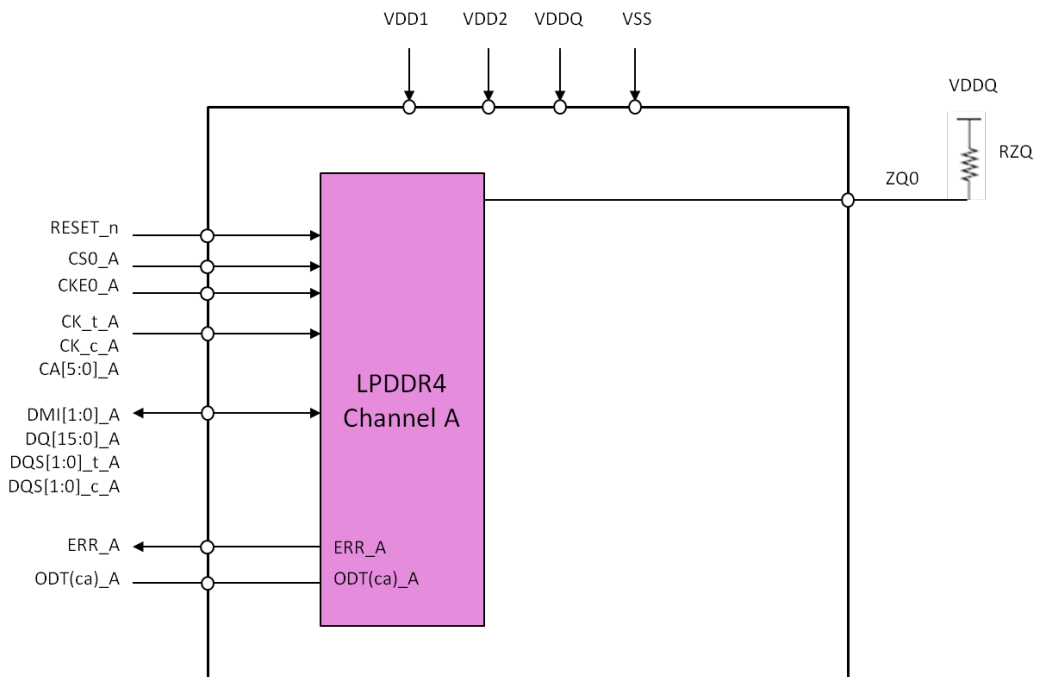 VDD1 VDD2 VDDQ VSS
VDDQ
RZQ
ZQ0
RESET_n
CS0_A
CKE0_A
CK_t_A
CK_c_A
CA[5:0]_A
LPDDR4
Channel A
DMI[1:0]_A
DQ[15:0]_A
DQS[1:0]_t_A
DQS[1:0]_c_A
ERR_A ERR_A
ODT(ca)_A ODT(ca)_A